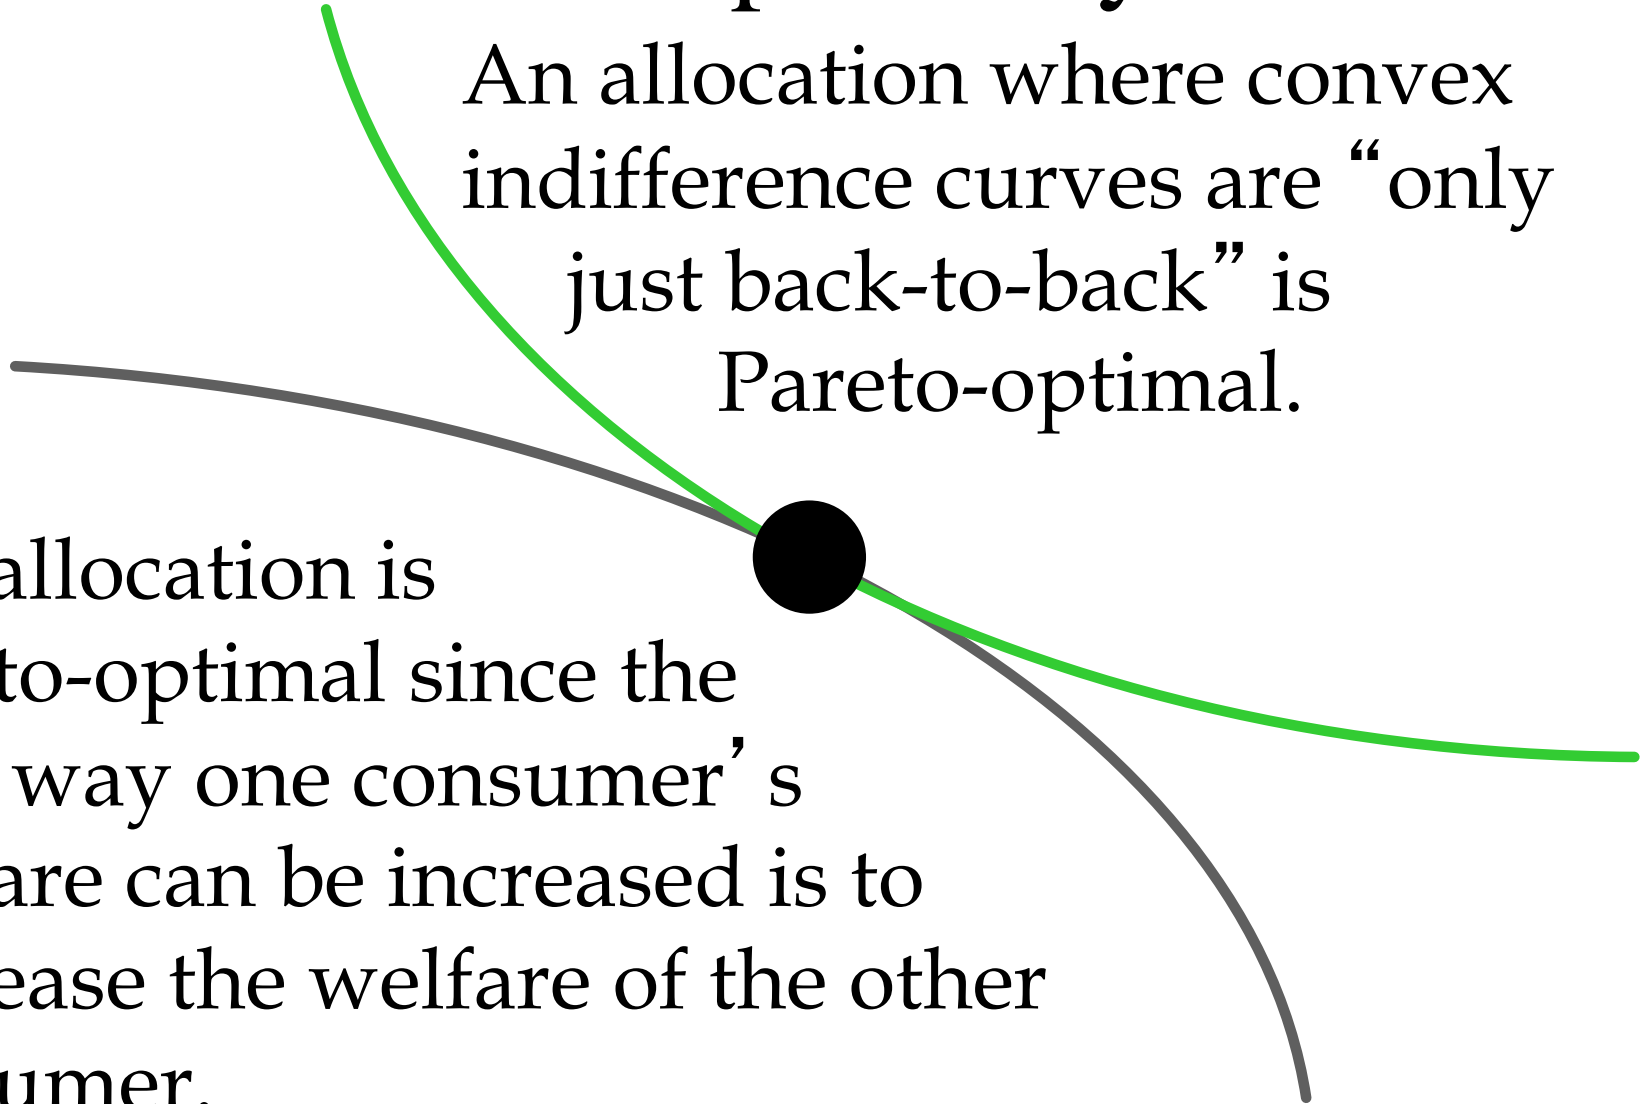 An allocation where convex
indifference curves are “only
just back-to-back” is
Pareto-optimal.
allocation is
to-optimal since the
way one consumer’s
are can be increased is to
ease the welfare of the other
umer.